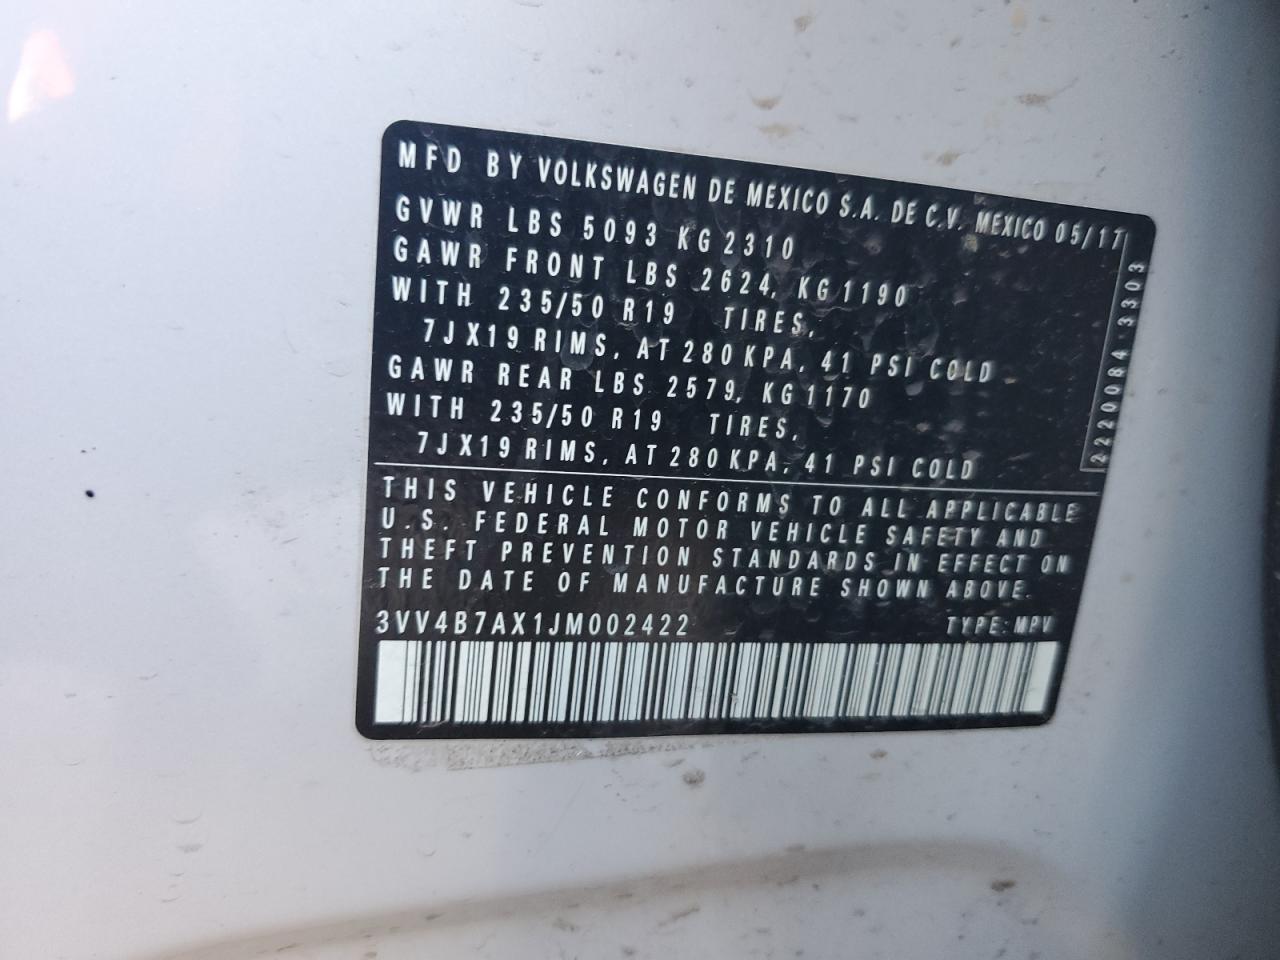 MFD BY VOLKSWAGEN DE MEXICO S.A. DE C.V. MEXICO 05/17
GVWR LBS 5093 KG 2310
GAWR FRONT LBS 2624, KG 1190
WITH 235/50 R19 TIRES,
7JX19 RIMS, AT 280 KPA, 41 PSI COLD
GAWR REAR LBS 2579, KG 1170
WITH 235/50 R19 TIRES,
7JX19 RIMS, AT 280 KPA, 41 PSI COLD
2220084 3303
THIS VEHICLE CONFORMS TO ALL APPLICABLE
U.S. FEDERAL MOTOR VEHICLE SAFETY AND
THEFT PREVENTION STANDARDS IN EFFECT ON
THE DATE OF MANUFACTURE SHOWN ABOVE.
3VV4B7AX1JM002422 TYPE: MPV